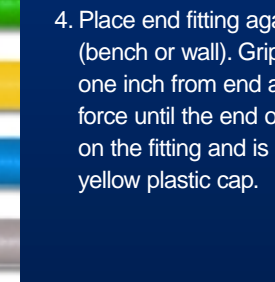 4. Place end fitting aga
(bench or wall). Grip
one inch from end a
force until the end o
on the fitting and is
yellow plastic cap.